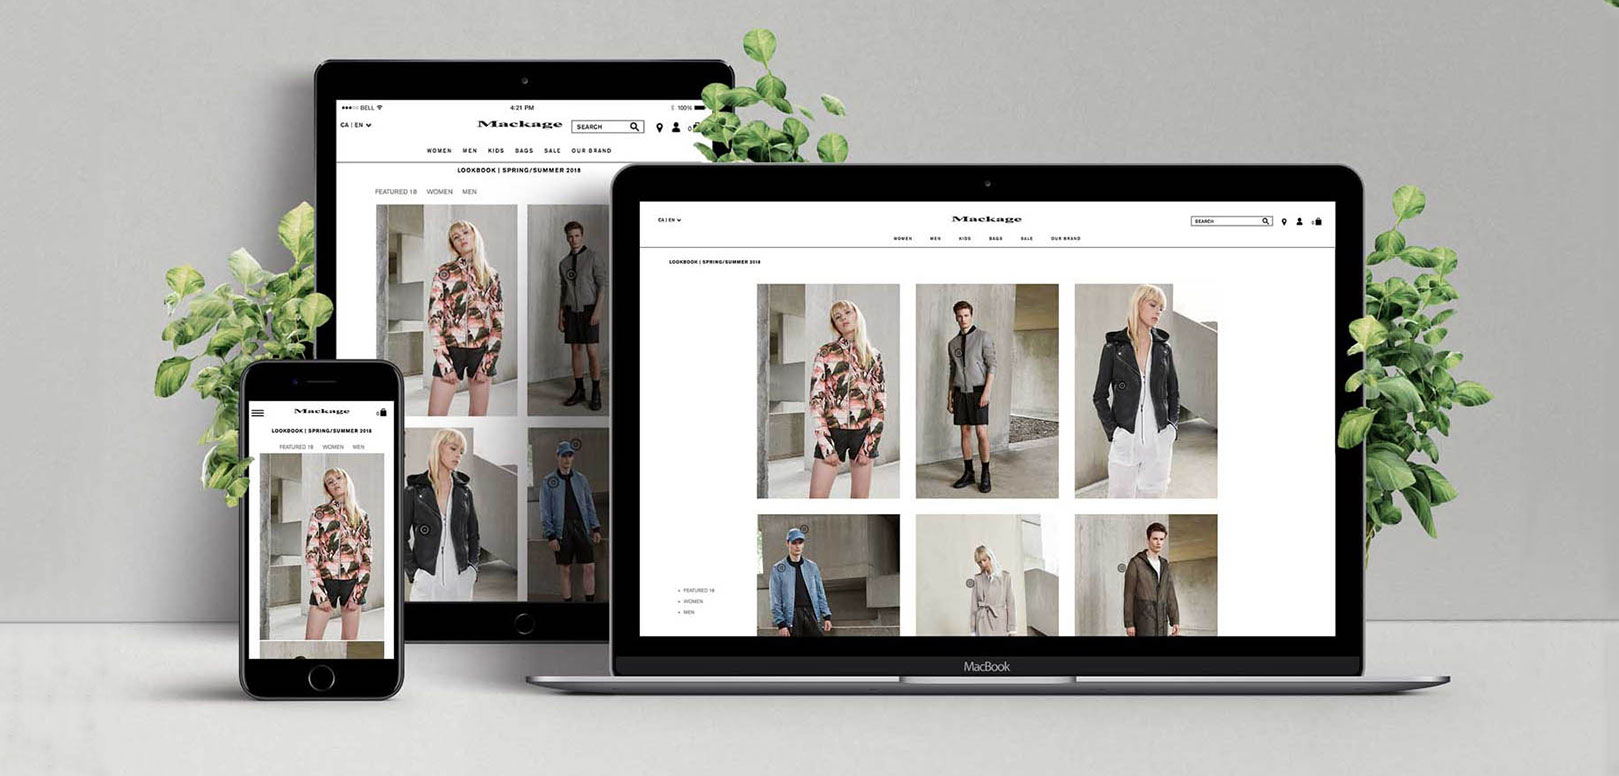 ●●●○○ BELL 4:21 PM 100%
CA | EN Mackage SEARCH 0
WOMEN MEN KIDS BAGS SALE OUR BRAND
LOOKBOOK | SPRING/SUMMER 2018
FEATURED 18 WOMEN MEN
Mackage 0
LOOKBOOK | SPRING/SUMMER 2018
FEATURED 18 WOMEN MEN
CA | EN Mackage SEARCH 0
WOMEN MEN KIDS BAGS SALE OUR BRAND
LOOKBOOK | SPRING/SUMMER 2018
• FEATURED 18
• WOMEN
• MEN
MacBook